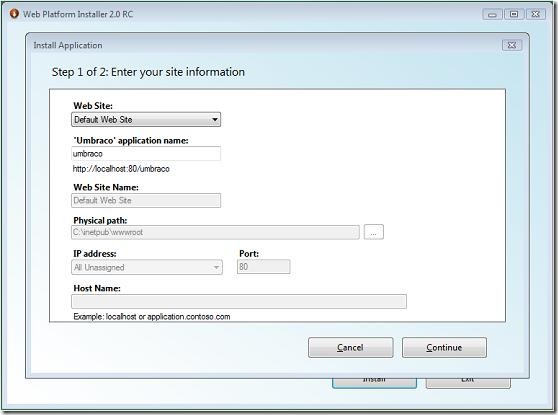 Web Platform Installer 2.0 RC
Install Application
Step 1 of 2: Enter your site information
Web Site:
Default Web Site
'Umbraco' application name:
umbraco
http://localhost:80/umbraco
Web Site Name:
Default Web Site
Physical path:
C:\inetpub\wwwroot
...
IP address: Port:
All Unassigned 80
Host Name:
Example: localhost or application.contoso.com
Cancel Continue
Install Exit